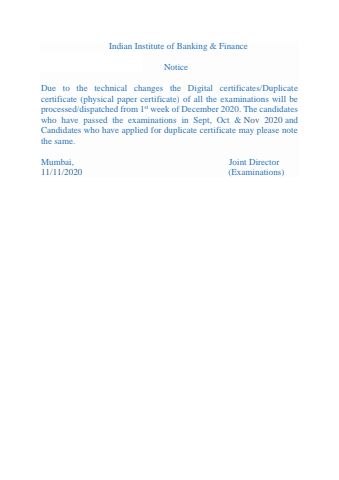 Indian Institute of Banking & Finance
Notice
Due to the technical changes the Digital certificates/Duplicate
certificate (physical paper certificate) of all the examinations will be
processed/dispatched from 1st week of December 2020. The candidates
who have passed the examinations in Sept, Oct & Nov 2020 and
Candidates who have applied for duplicate certificate may please note
the same.
Mumbai, Joint Director
11/11/2020 (Examinations)